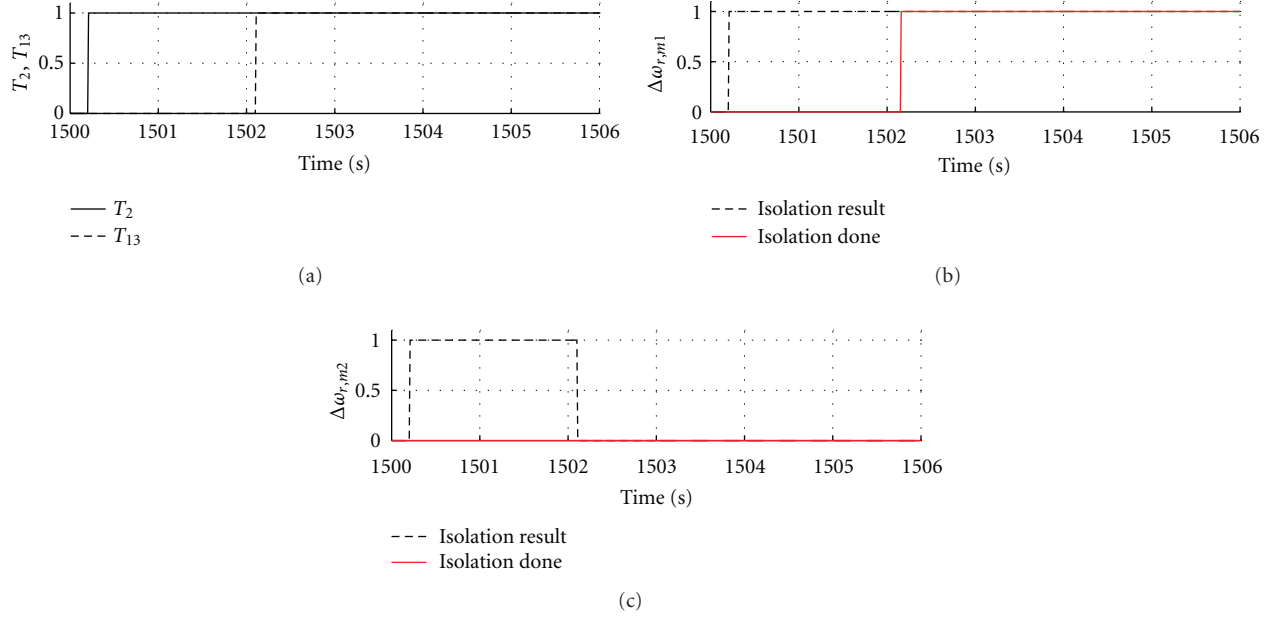 1
0.5
0
T2, T13
1500 1501 1502 1503 1504 1505 1506
Time (s)
T2
T13
(a)
1
0.5
0
Δωr,m1
1500 1501 1502 1503 1504 1505 1506
Time (s)
Isolation result
Isolation done
(b)
1
0.5
0
Δωr,m2
1500 1501 1502 1503 1504 1505 1506
Time (s)
Isolation result
Isolation done
(c)